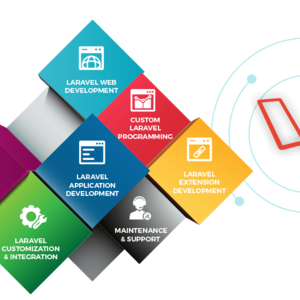 LARAVEL WEB
DEVELOPMENT
CUSTOM
LARAVEL
PROGRAMMING
LARAVEL
APPLICATION
DEVELOPMENT
LARAVEL
EXTENSION
DEVELOPMENT
LARAVEL
CUSTOMIZATION
& INTEGRATION
MAINTENANCE
& SUPPORT